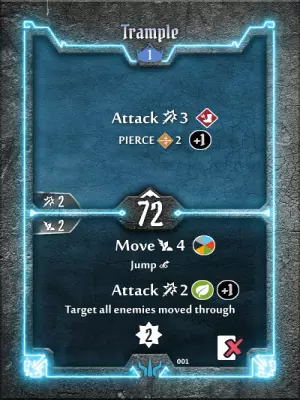 Trample
1
Attack 3
PIERCE 2 +1
2
72
2
Move 4
Jump
Attack 2 +1
Target all enemies moved through
2
001